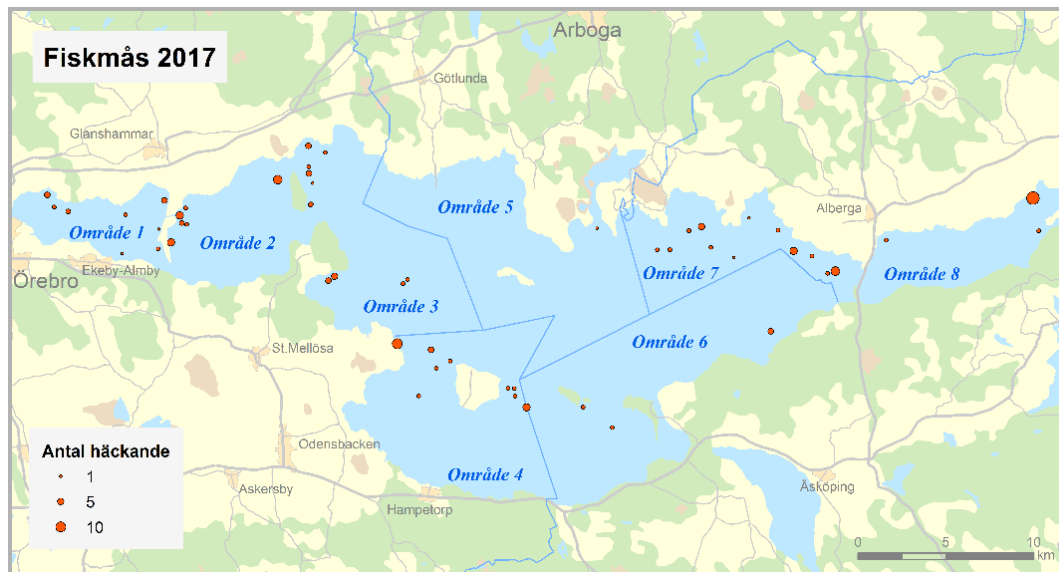 Fiskmås 2017
Arboga
Götlunda
Glanshammar
Område 5
Alberga
Område 1
Område 2
Ekeby-Almby
Örebro
Område 7
Område 8
Område 3
Område 6
St.Mellösa
Odensbacken
Antal häckande
1
5
10
Askersby
Område 4
Hampetorp
Äsköping
0 5 10
km